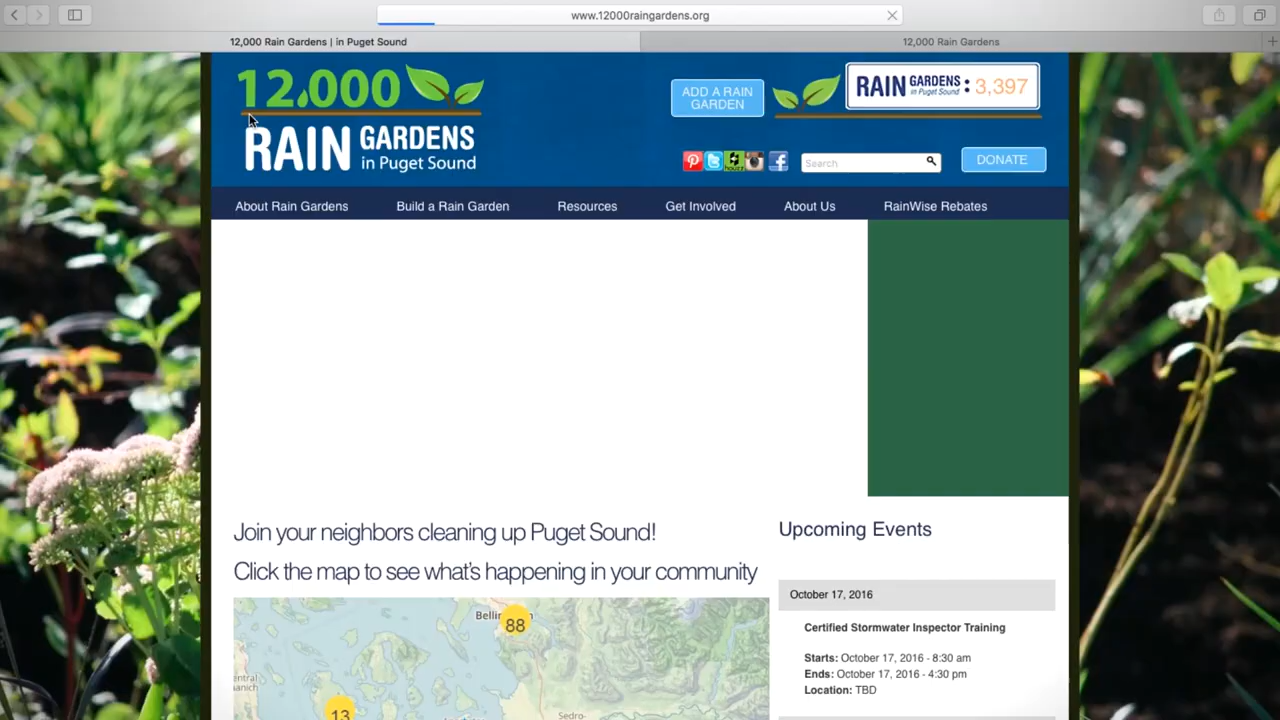 www.12000raingardens.org
12,000 Rain Gardens | in Puget Sound
12,000 Rain Gardens
12,000
RAIN GARDENS
in Puget Sound
ADD A RAIN
GARDEN
RAIN GARDENS in Puget Sound : 3,397
Search
DONATE
About Rain Gardens
Build a Rain Garden
Resources
Get Involved
About Us
RainWise Rebates
Join your neighbors cleaning up Puget Sound!
Click the map to see what's happening in your community
88
13
Upcoming Events
October 17, 2016
Certified Stormwater Inspector Training
Starts: October 17, 2016 - 8:30 am
Ends: October 17, 2016 - 4:30 pm
Location: TBD